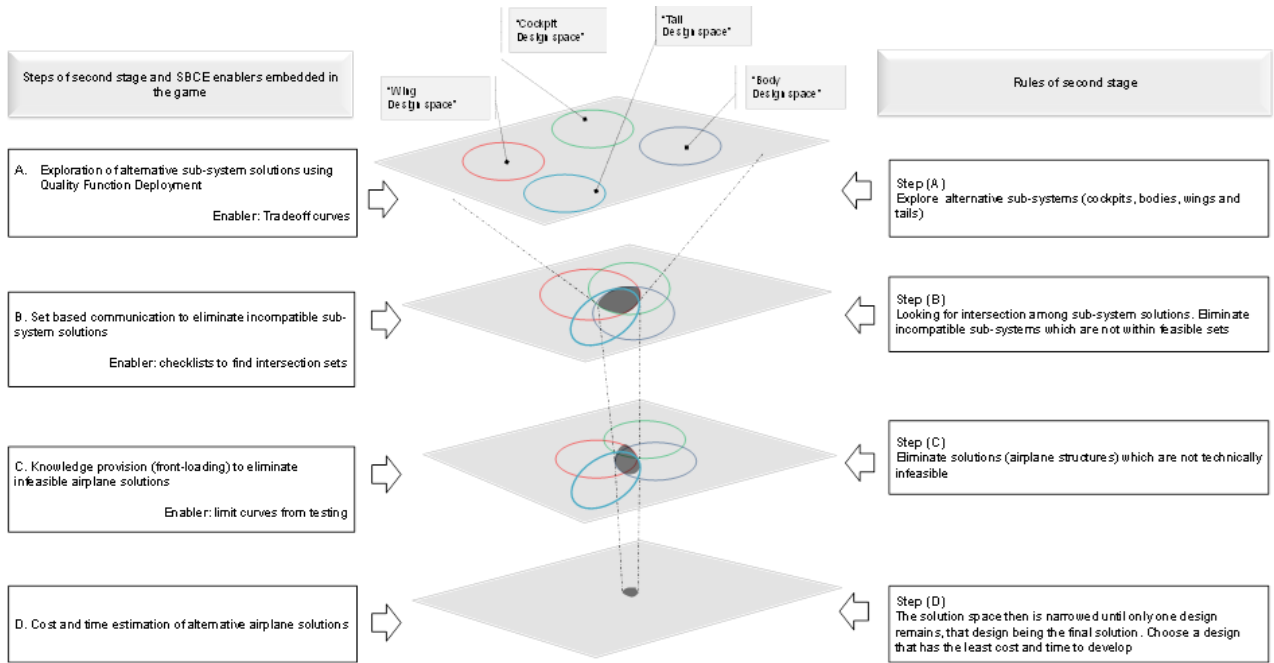 "Cockpit
Design space"
"Tail
Design space"
Steps of second stage and SBCE enablers embedded in
the game
"Wing
Design space"
"Body
Design space"
Rules of second stage
A. Exploration of alternative sub-system solutions using
Quality Function Deployment
Enabler: Tradeoff curves
Step (A)
Explore alternative sub-systems (cockpits, bodies, wings and
tails)
B. Set based communication to eliminate incompatible sub-
system solutions
Enabler: checklists to find intersection sets
Step (B)
Looking for intersection among sub-system solutions. Eliminate
incompatible sub-systems which are not within feasible sets
C. Knowledge provision (front-loading) to eliminate
infeasible airplane solutions
Enabler: limit curves from testing
Step (C)
Eliminate solutions (airplane structures) which are not technically
infeasible
D. Cost and time estimation of alternative airplane solutions
Step (D)
The solution space then is narrowed until only one design
remains, that design being the final solution. Choose a design
that has the least cost and time to develop